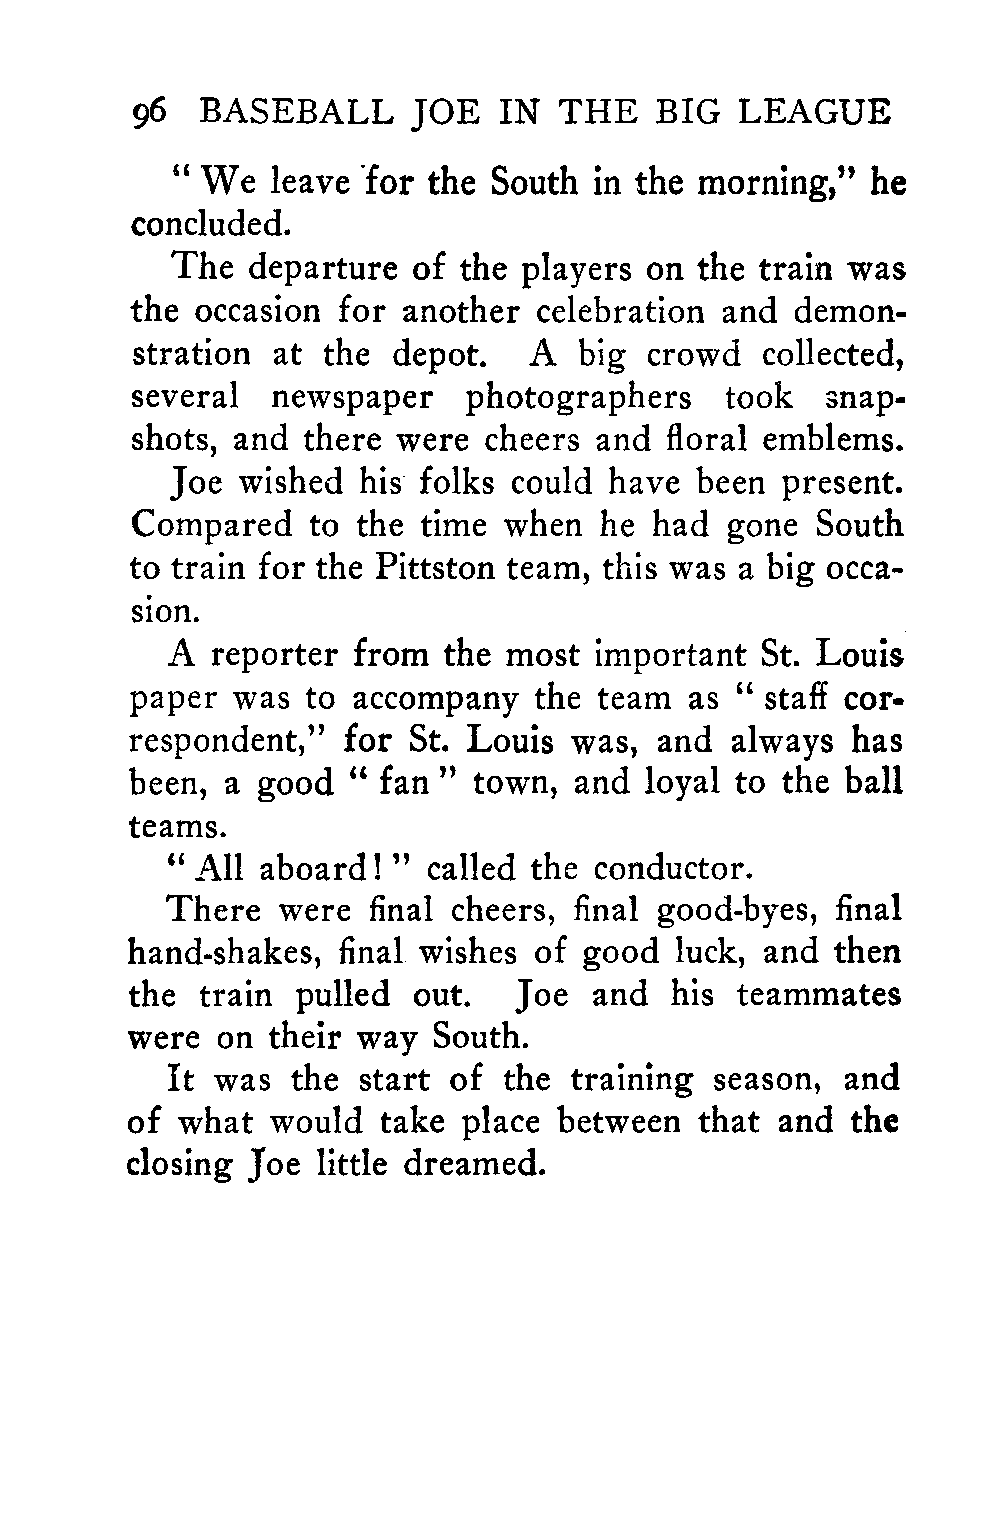 96 BASEBALL JOE IN THE BIG LEAGUE
“ We leave for the South in the morning,” he
concluded.
The departure of the players on the train was
the occasion for another celebration and demon-
stration at the depot. A big crowd collected,
several newspaper photographers took snap-
shots, and there were cheers and floral emblems.
Joe wished his folks could have been present.
Compared to the time when he had gone South
to train for the Pittston team, this was a big occa-
sion.
A reporter from the most important St. Louis
paper was to accompany the team as “ staff cor-
respondent,” for St. Louis was, and always has
been, a good “ fan ” town, and loyal to the ball
teams.
“ All aboard! ” called the conductor.
There were final cheers, final good-byes, final
hand-shakes, final wishes of good luck, and then
the train pulled out. Joe and his teammates
were on their way South.
It was the start of the training season, and
of what would take place between that and the
closing Joe little dreamed.